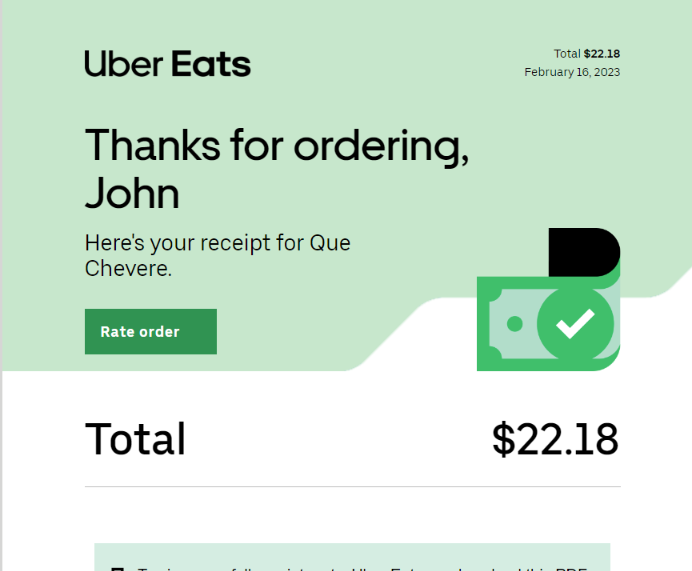 Uber Eats
Total $22.18
February 16, 2023
Thanks for ordering,
John
Here's your receipt for Que
Chevere.
Rate order
Total $22.18